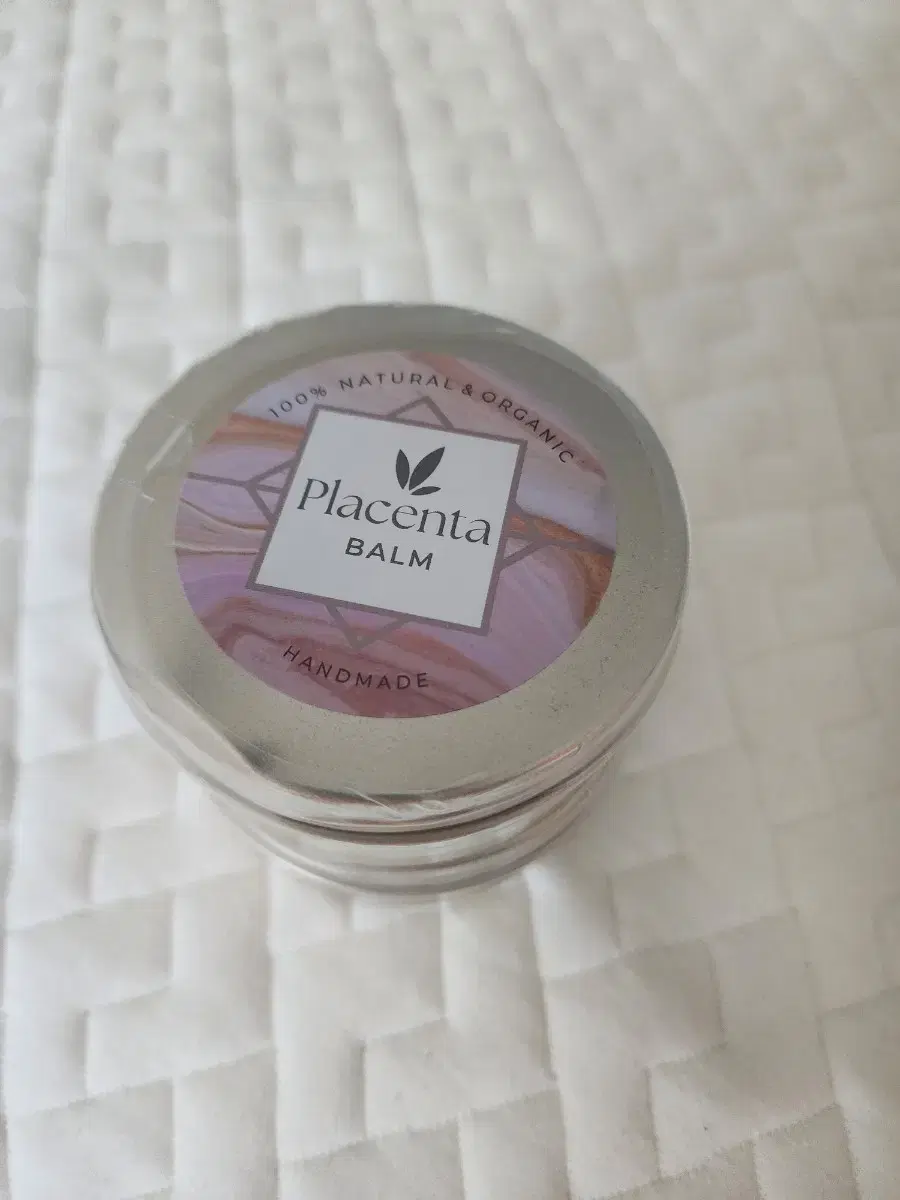 100% NATURAL & ORGANIC
Placenta
BALM
HANDMADE